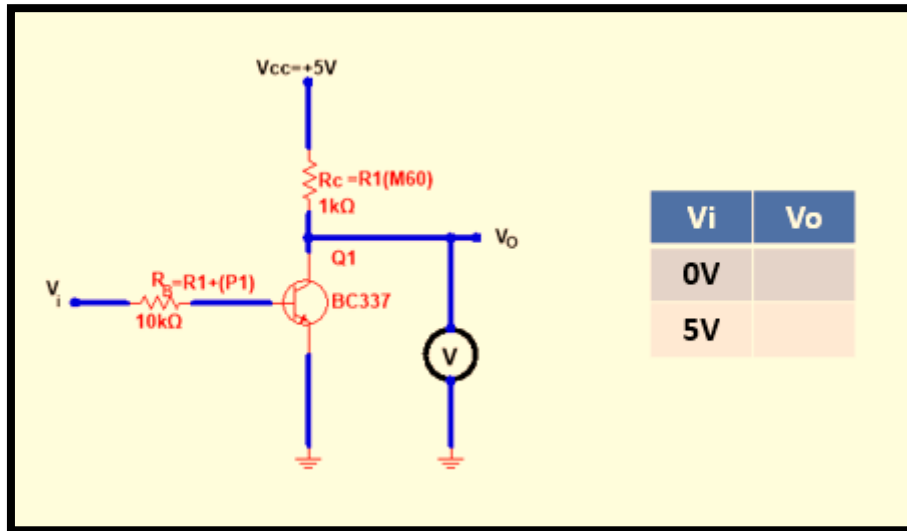 Vcc=+5V
Rc =R1(M60)
1kΩ
Vo
Q1
Vi
RB=R1+(P1)
10kΩ
BC337
V
Vi Vo
0V
5V